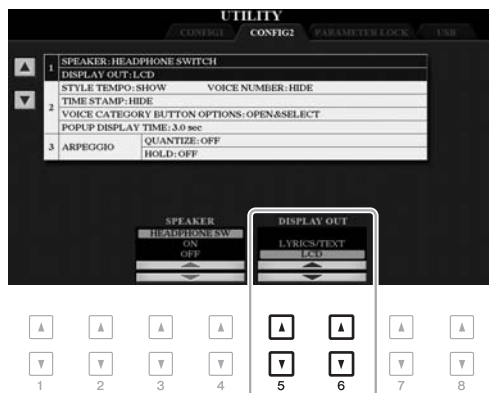 UTILITY
CONFIG1 CONFIG2 PARAMETER LOCK USB
1 SPEAKER: HEADPHONE SWITCH
DISPLAY OUT: LCD
2 STYLE TEMPO: SHOW VOICE NUMBER: HIDE
TIME STAMP: HIDE
VOICE CATEGORY BUTTON OPTIONS: OPEN&SELECT
POPUP DISPLAY TIME: 3.0 sec
3 ARPEGGIO QUANTIZE: OFF
HOLD: OFF
SPEAKER DISPLAY OUT
HEADPHONE SW
ON LYRICS/TEXT
OFF LCD
1 2 3 4 5 6 7 8